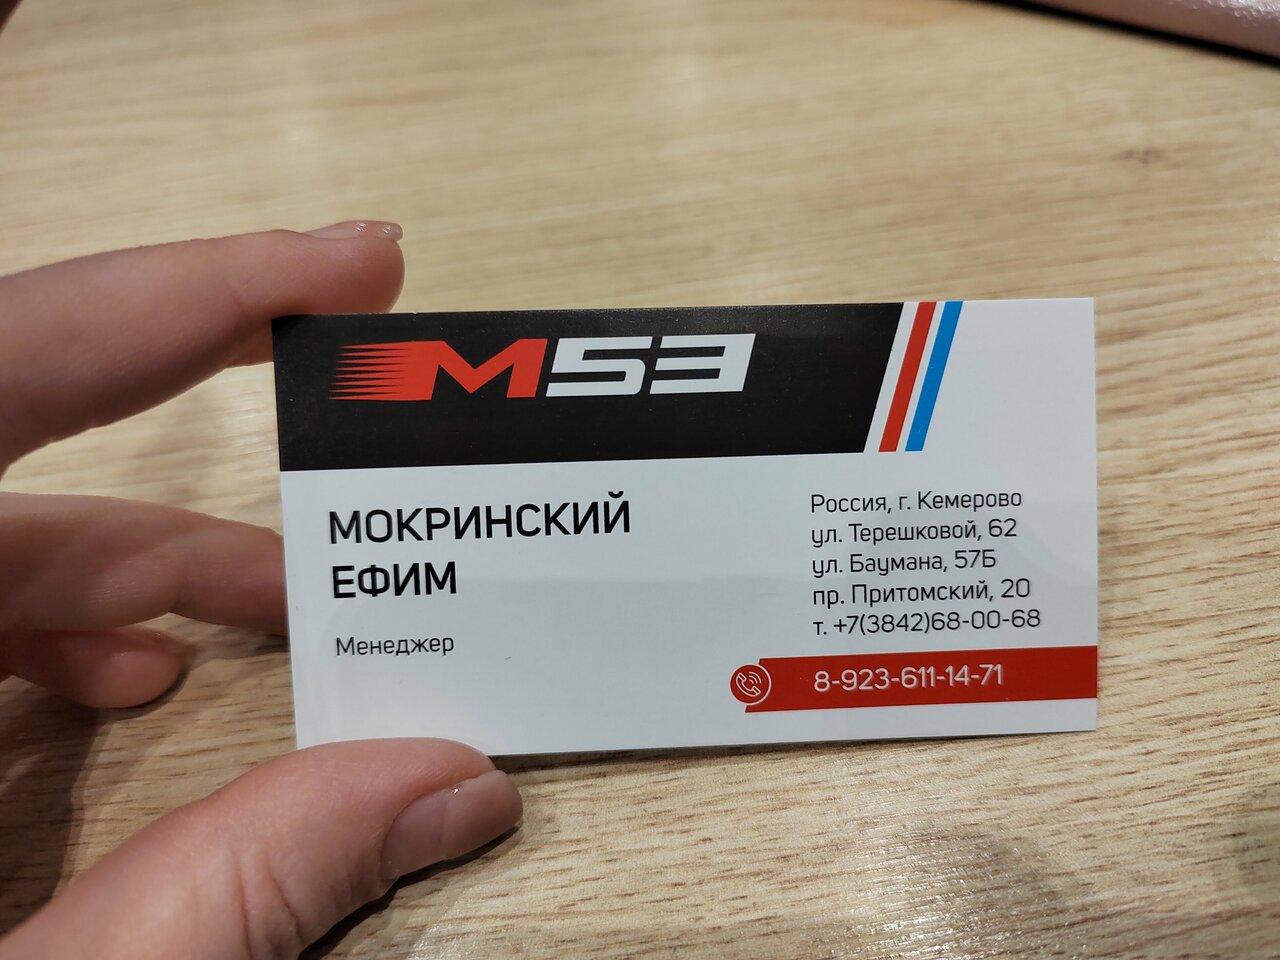 М53
МОКРИНСКИЙ
ЕФИМ
Менеджер
Россия, г. Кемерово
ул. Терешковой, 62
ул. Баумана, 57Б
пр. Притомский, 20
т. +7(3842)68-00-68
8-923-611-14-71